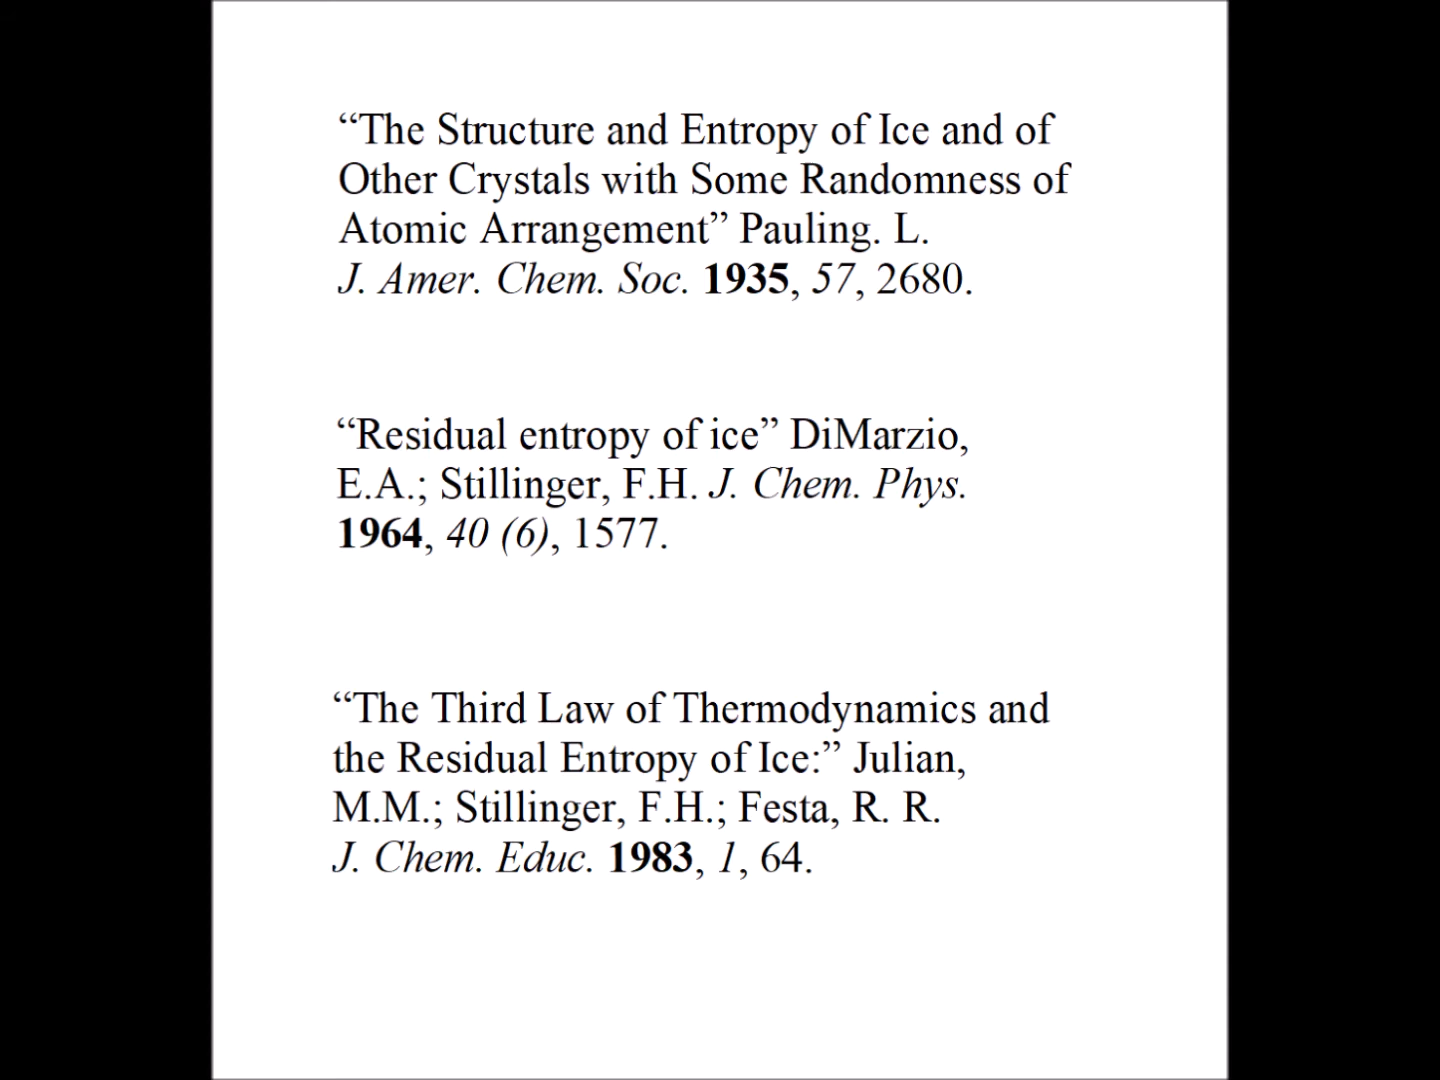 “The Structure and Entropy of Ice and of
Other Crystals with Some Randomness of
Atomic Arrangement” Pauling. L.
J. Amer. Chem. Soc. 1935, 57, 2680.
“Residual entropy of ice” DiMarzio,
E.A.; Stillinger, F.H. J. Chem. Phys.
1964, 40 (6), 1577.
“The Third Law of Thermodynamics and
the Residual Entropy of Ice:” Julian,
M.M.; Stillinger, F.H.; Festa, R. R.
J. Chem. Educ. 1983, 1, 64.